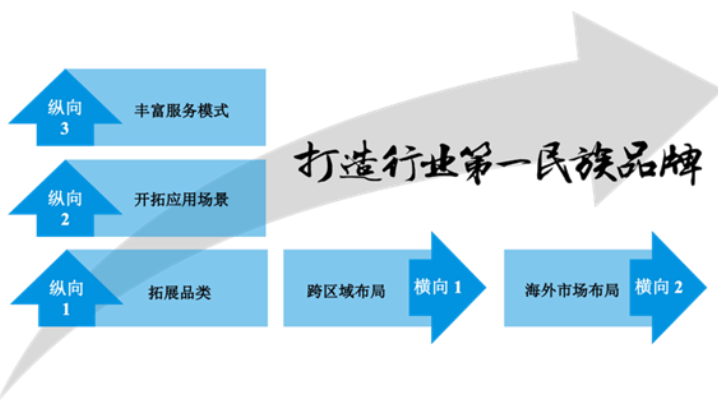 纵向
3
丰富服务模式
打造行业第一民族品牌
纵向
2
开拓应用场景
纵向
1
拓展品类
跨区域布局
横向 1
海外市场布局
横向 2